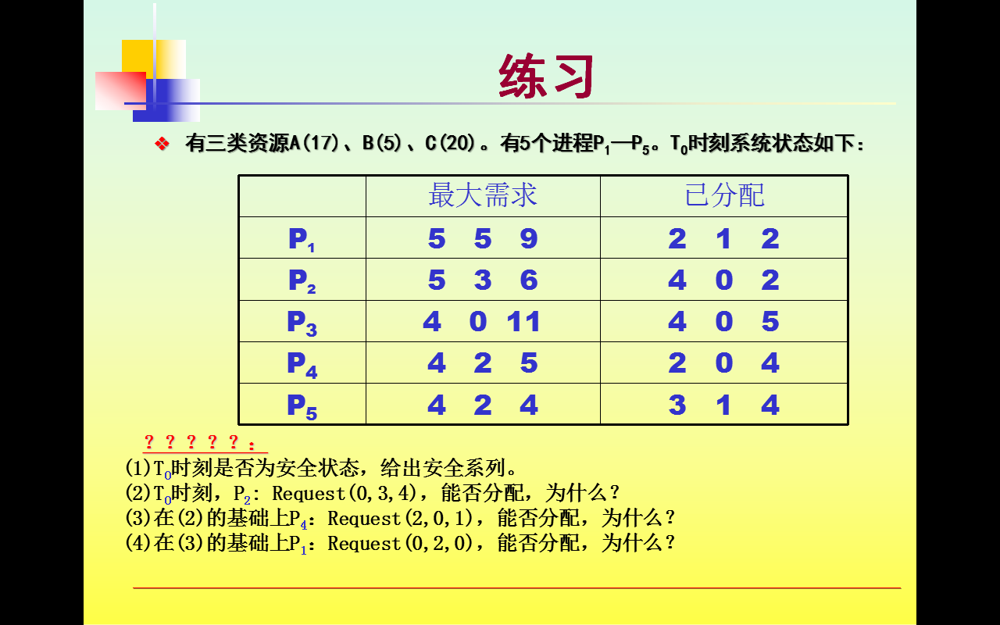 练习
有三类资源A(17)、B(5)、C(20)。有5个进程P1—P5。T0时刻系统状态如下：
最大需求 已分配
P1 5 5 9 2 1 2
P2 5 3 6 4 0 2
P3 4 0 11 4 0 5
P4 4 2 5 2 0 4
P5 4 2 4 3 1 4
？？？？？：
(1)T0时刻是否为安全状态，给出安全系列。
(2)T0时刻，P2: Request(0,3,4)，能否分配，为什么？
(3)在(2)的基础上P4：Request(2,0,1)，能否分配，为什么？
(4)在(3)的基础上P1：Request(0,2,0)，能否分配，为什么？